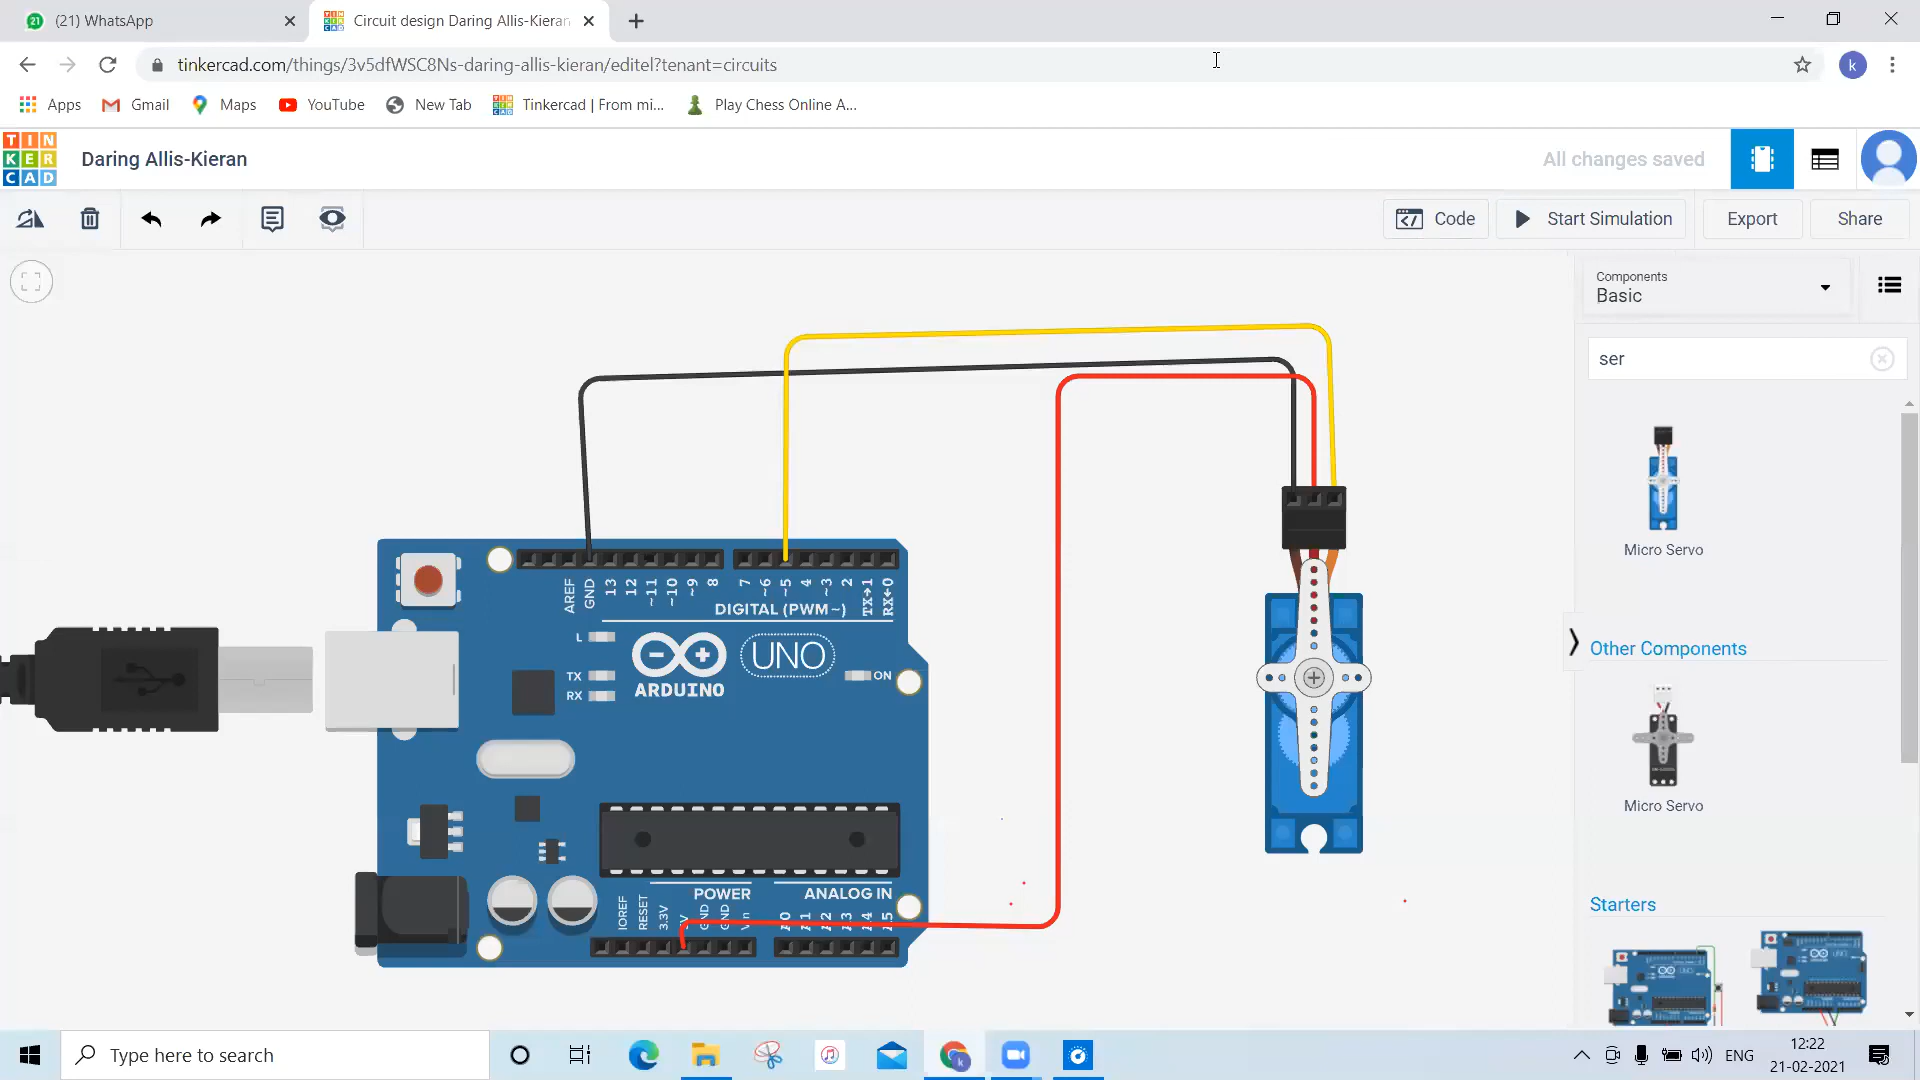 (21) WhatsApp
Circuit design Daring Allis-Kieran
tinkercad.com/things/3v5dfWSC8Ns-daring-allis-kieran/editel?tenant=circuits
k
Apps
Gmail
Maps
YouTube
New Tab
Tinkercad | From mi...
Play Chess Online A...
TIN
KER
CAD
Daring Allis-Kieran
All changes saved
Code
Start Simulation
Export
Share
Components
Basic
ser
Micro Servo
Other Components
Micro Servo
Starters
AREF
GND
13
12
~11
~10
~9
8
7
~6
~5
4
~3
2
TX→1
RX←0
DIGITAL (PWM~)
L
TX
RX
ARDUINO
UNO
ON
POWER
ANALOG IN
IOREF
RESET
3.3V
GND
GND
Vin
Type here to search
ENG
12:22
21-02-2021